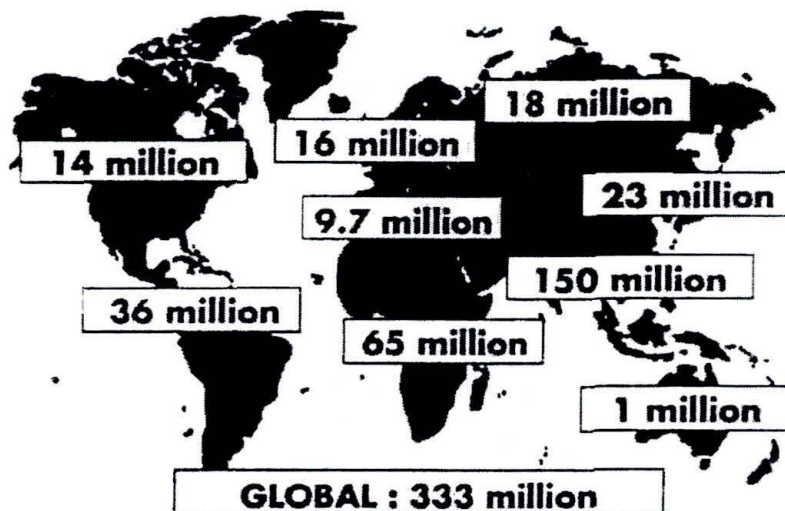 18 million
16 million
14 million
23 million
9.7 million
150 million
36 million
65 million
1 million
GLOBAL : 333 million